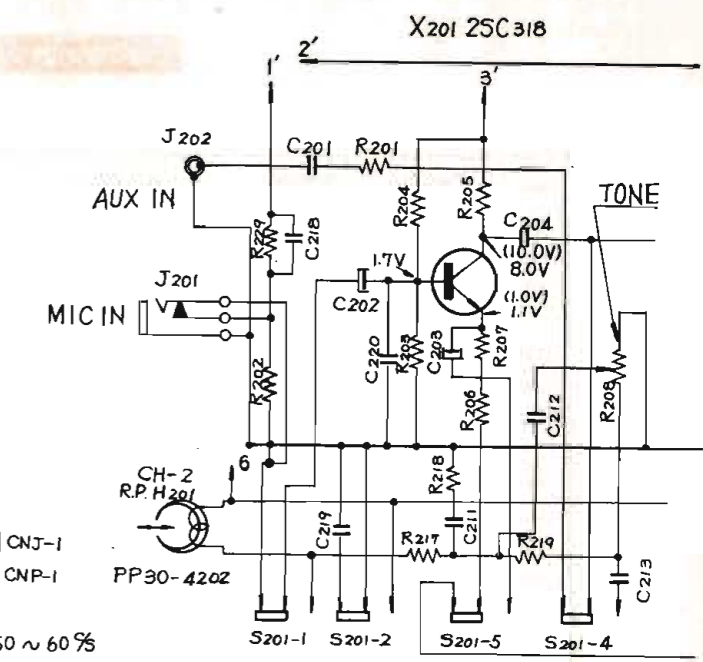 X201 2SC318
2'
1'
3'
J202
C201
R201
AUX IN
R204
R205
TONE
C204
R229
C218
(10.0V)
8.0V
1.7V
J201
C202
(1.0V)
1.1V
MIC IN
C220
C203
R207
R202
R206
C212
R208
6
CH-2
R.P. H201
R218
C219
C211
CNJ-1
R217
R219
CNP-1
PP30-4202
C213
S201-1
S201-2
S201-5
S201-4
~ 60%